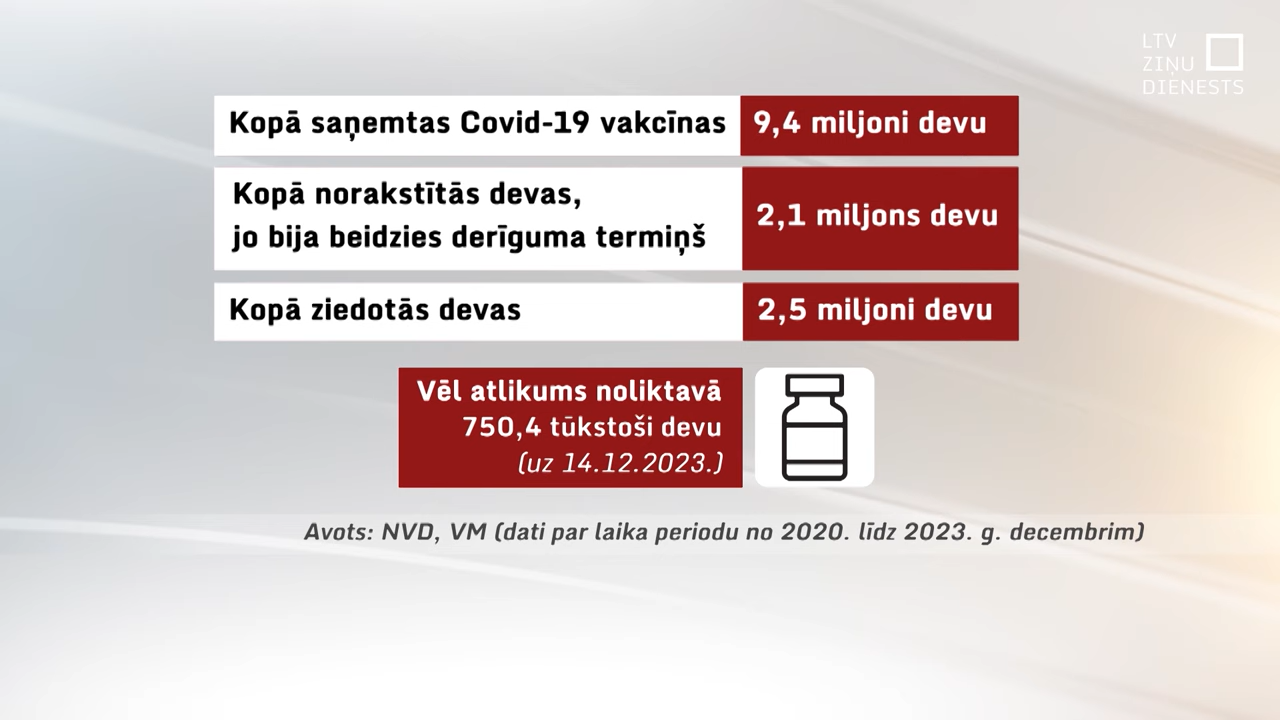 LTV
ZIŅU
DIENESTS
Kopā saņemtas Covid-19 vakcīnas
9,4 miljoni devu
Kopā norakstītās devas,
jo bija beidzies derīguma termiņš
2,1 miljons devu
Kopā ziedotās devas
2,5 miljoni devu
Vēl atlikums noliktavā
750,4 tūkstoši devu
(uz 14.12.2023.)
Avots: NVD, VM (dati par laika periodu no 2020. līdz 2023. g. decembrim)